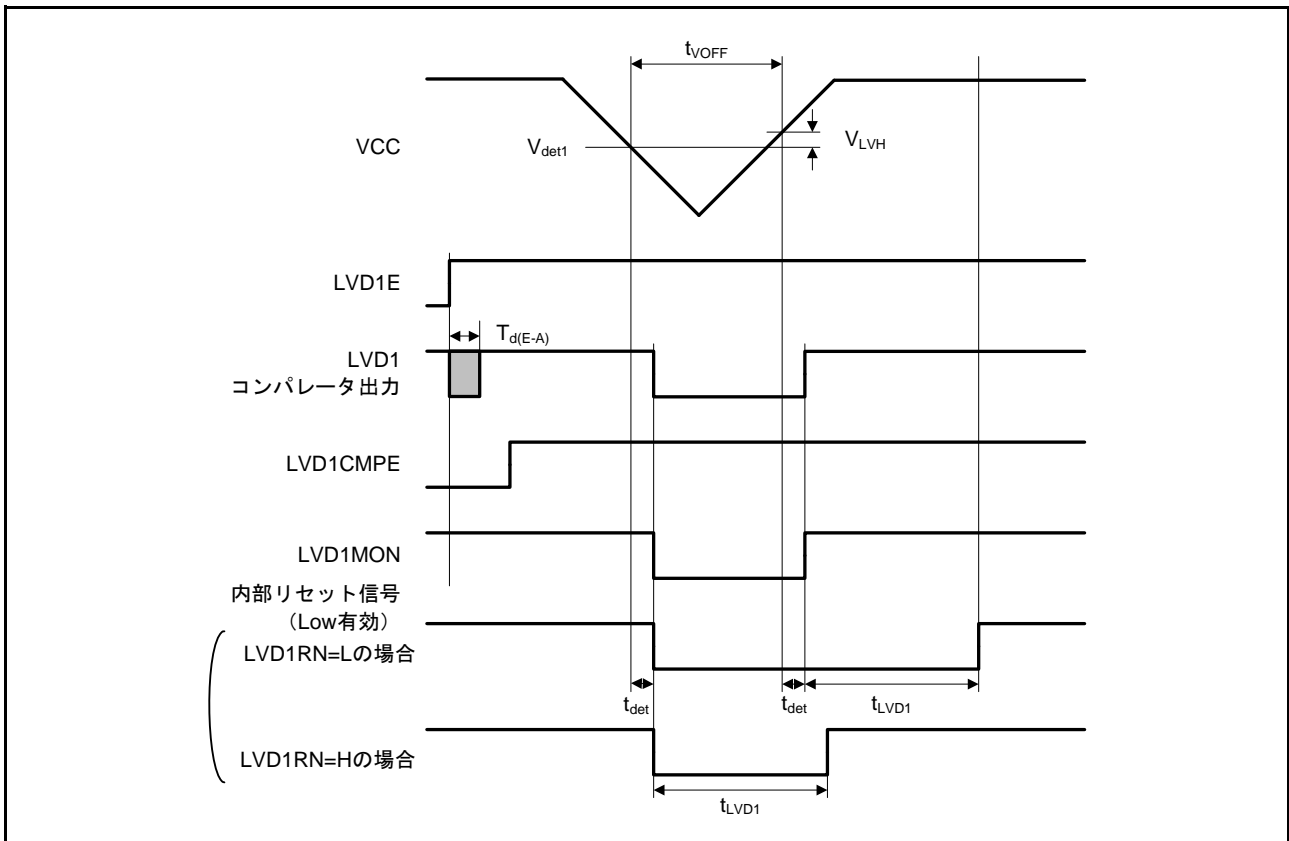 tVOFF
VCC
Vdet1
VLVH
LVD1E
Td(E-A)
LVD1
コンパレータ出力
LVD1CMPE
LVD1MON
内部リセット信号
（Low有効）
LVD1RN=Lの場合
tdet
tdet
tLVD1
LVD1RN=Hの場合
tLVD1